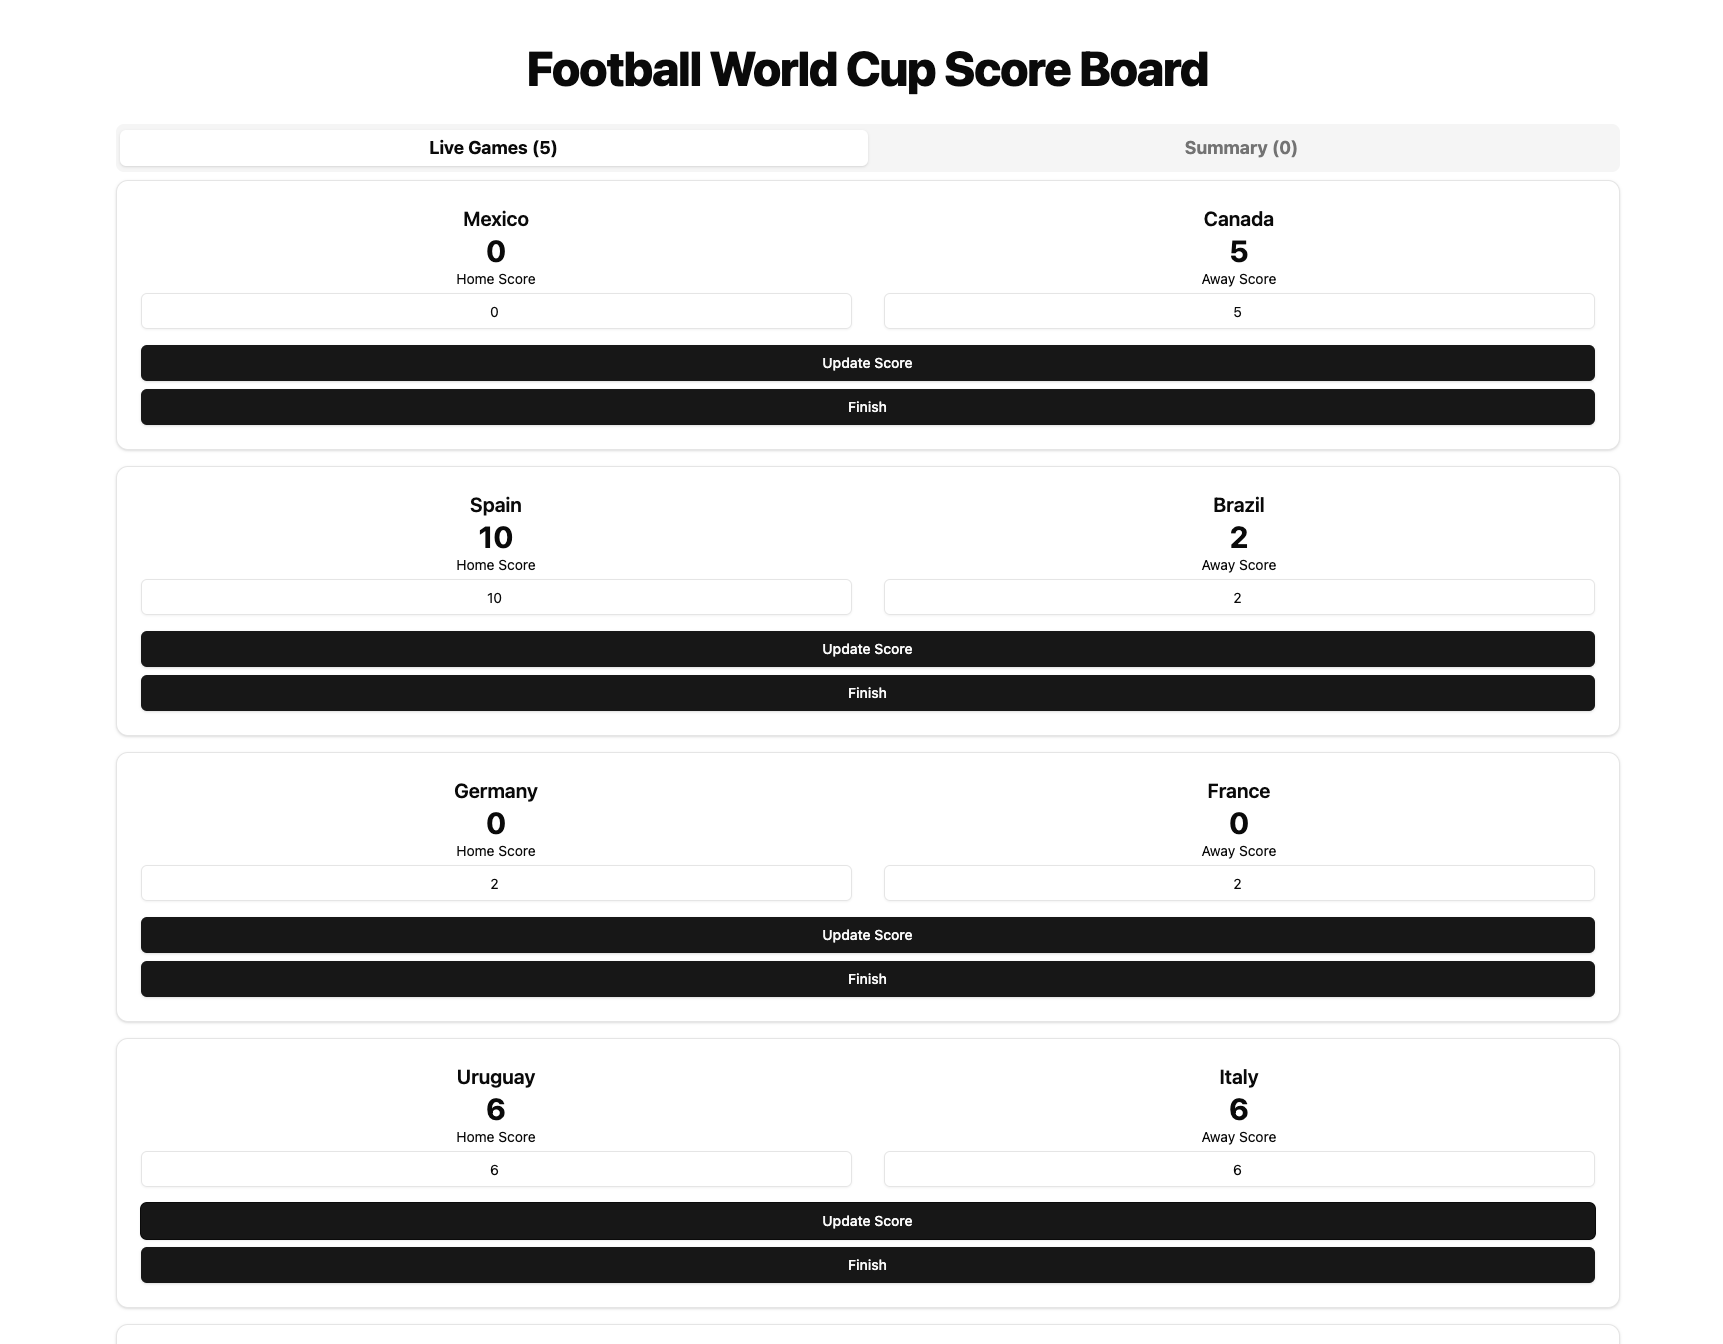 Football World Cup Score Board
Live Games (5) Summary (0)
Mexico Canada
0 5
Home Score Away Score
0 5
Update Score
Finish
Spain Brazil
10 2
Home Score Away Score
10 2
Update Score
Finish
Germany France
0 0
Home Score Away Score
2 2
Update Score
Finish
Uruguay Italy
6 6
Home Score Away Score
6 6
Update Score
Finish